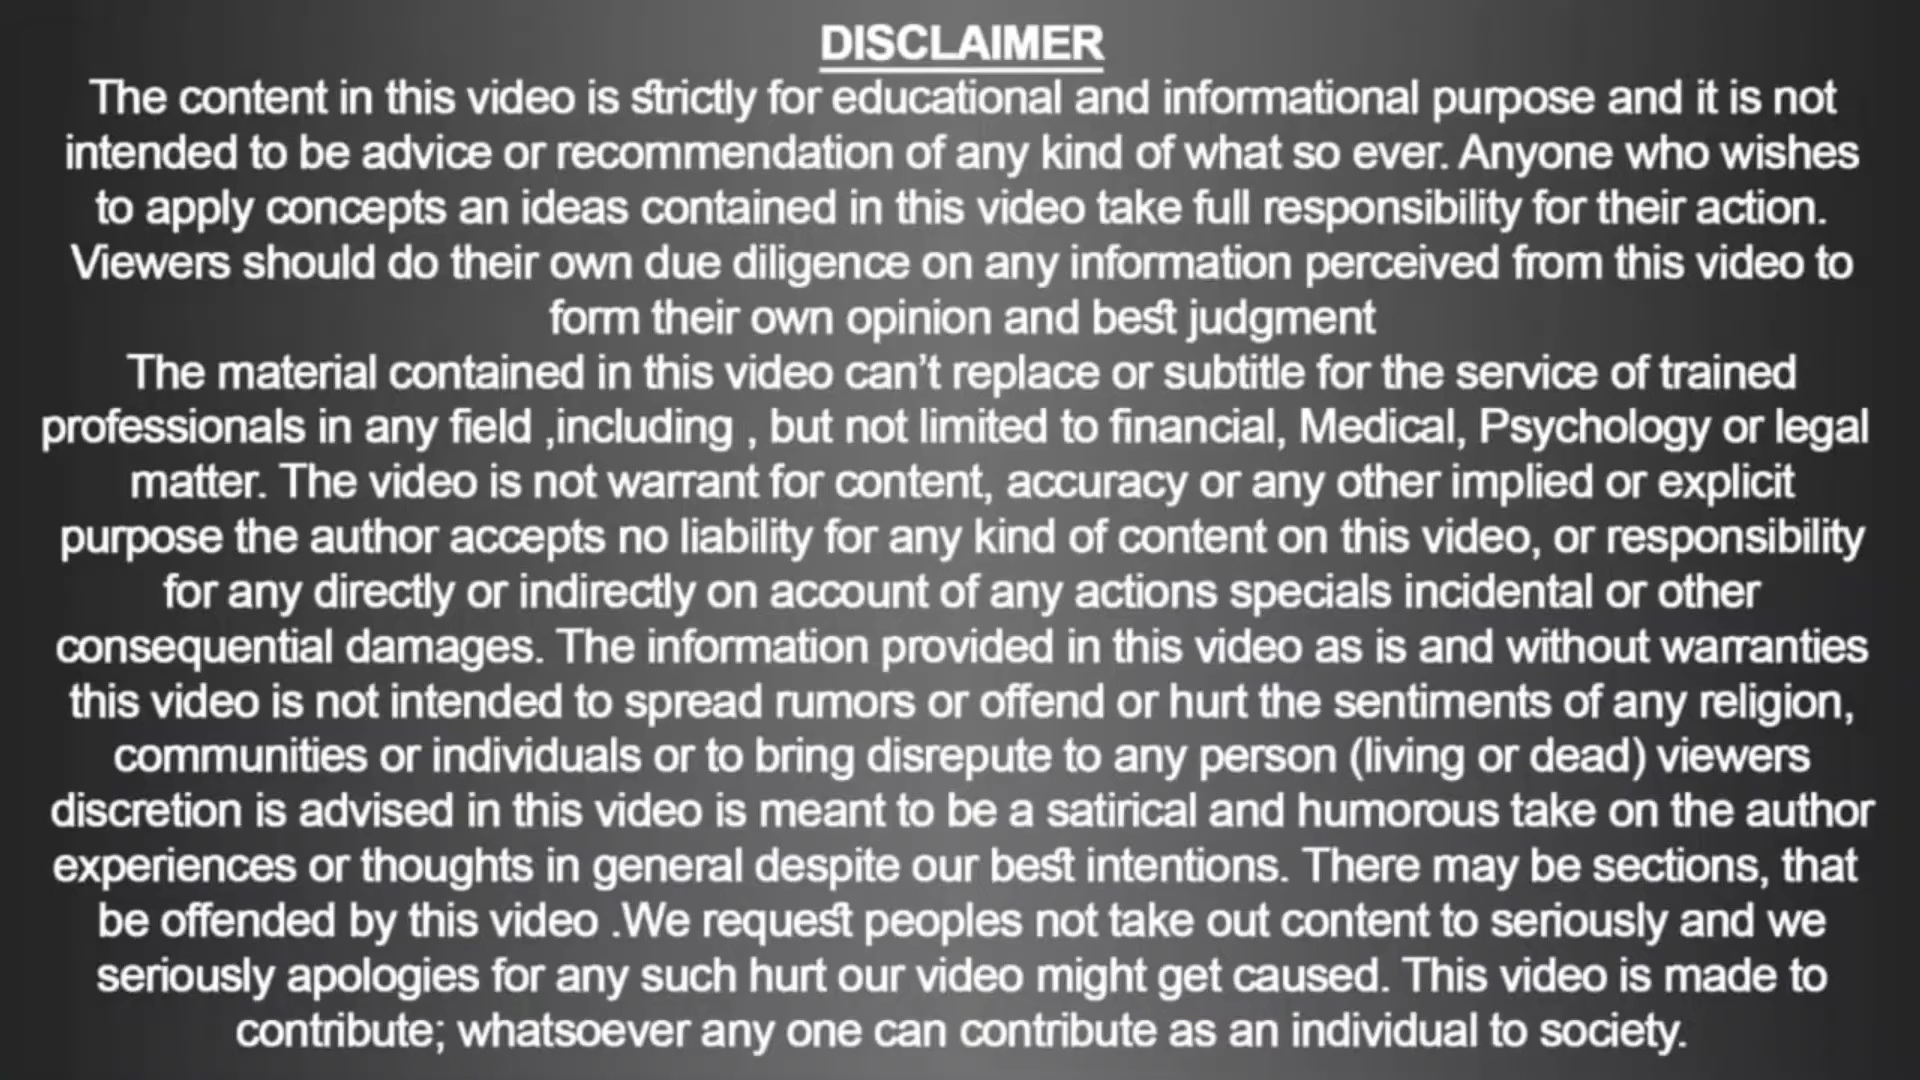 DISCLAIMER
The content in this video is strictly for educational and informational purpose and it is not
intended to be advice or recommendation of any kind of what so ever. Anyone who wishes
to apply concepts an ideas contained in this video take full responsibility for their action.
Viewers should do their own due diligence on any information perceived from this video to
form their own opinion and best judgment
The material contained in this video can't replace or subtitle for the service of trained
professionals in any field ,including , but not limited to financial, Medical, Psychology or legal
matter. The video is not warrant for content, accuracy or any other implied or explicit
purpose the author accepts no liability for any kind of content on this video, or responsibility
for any directly or indirectly on account of any actions specials incidental or other
consequential damages. The information provided in this video as is and without warranties
this video is not intended to spread rumors or offend or hurt the sentiments of any religion,
communities or individuals or to bring disrepute to any person (living or dead) viewers
discretion is advised in this video is meant to be a satirical and humorous take on the author
experiences or thoughts in general despite our best intentions. There may be sections, that
be offended by this video .We request peoples not take out content to seriously and we
seriously apologies for any such hurt our video might get caused. This video is made to
contribute; whatsoever any one can contribute as an individual to society.